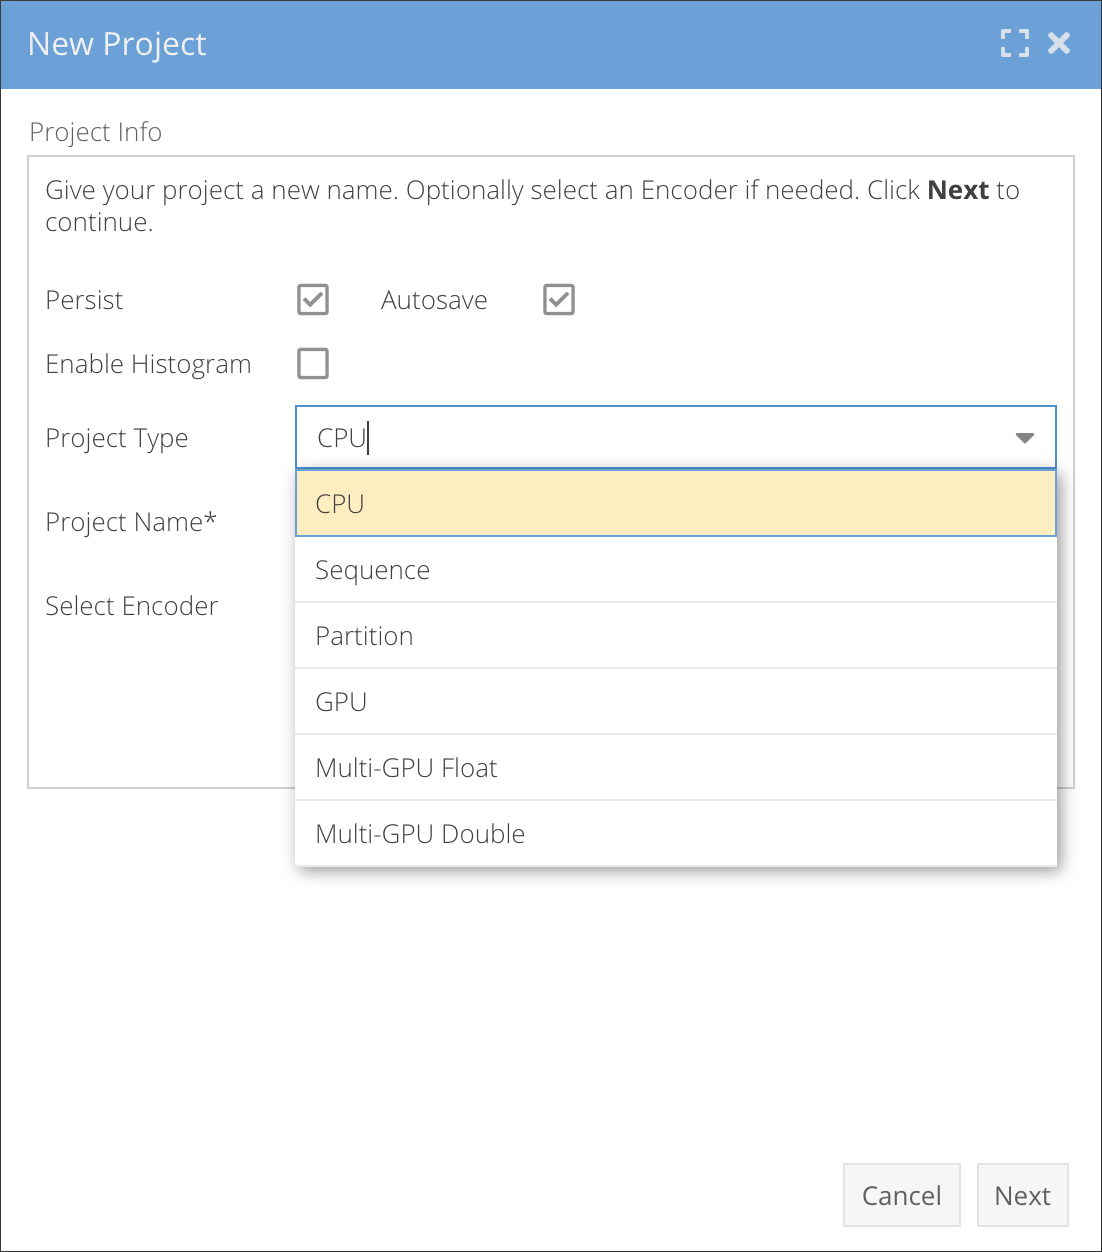 New Project
Project Info
Give your project a new name. Optionally select an Encoder if needed. Click Next to
continue.
Persist
Autosave
Enable Histogram
Project Type
CPU
CPU
Project Name*
Sequence
Select Encoder
Partition
GPU
Multi-GPU Float
Multi-GPU Double
Cancel
Next